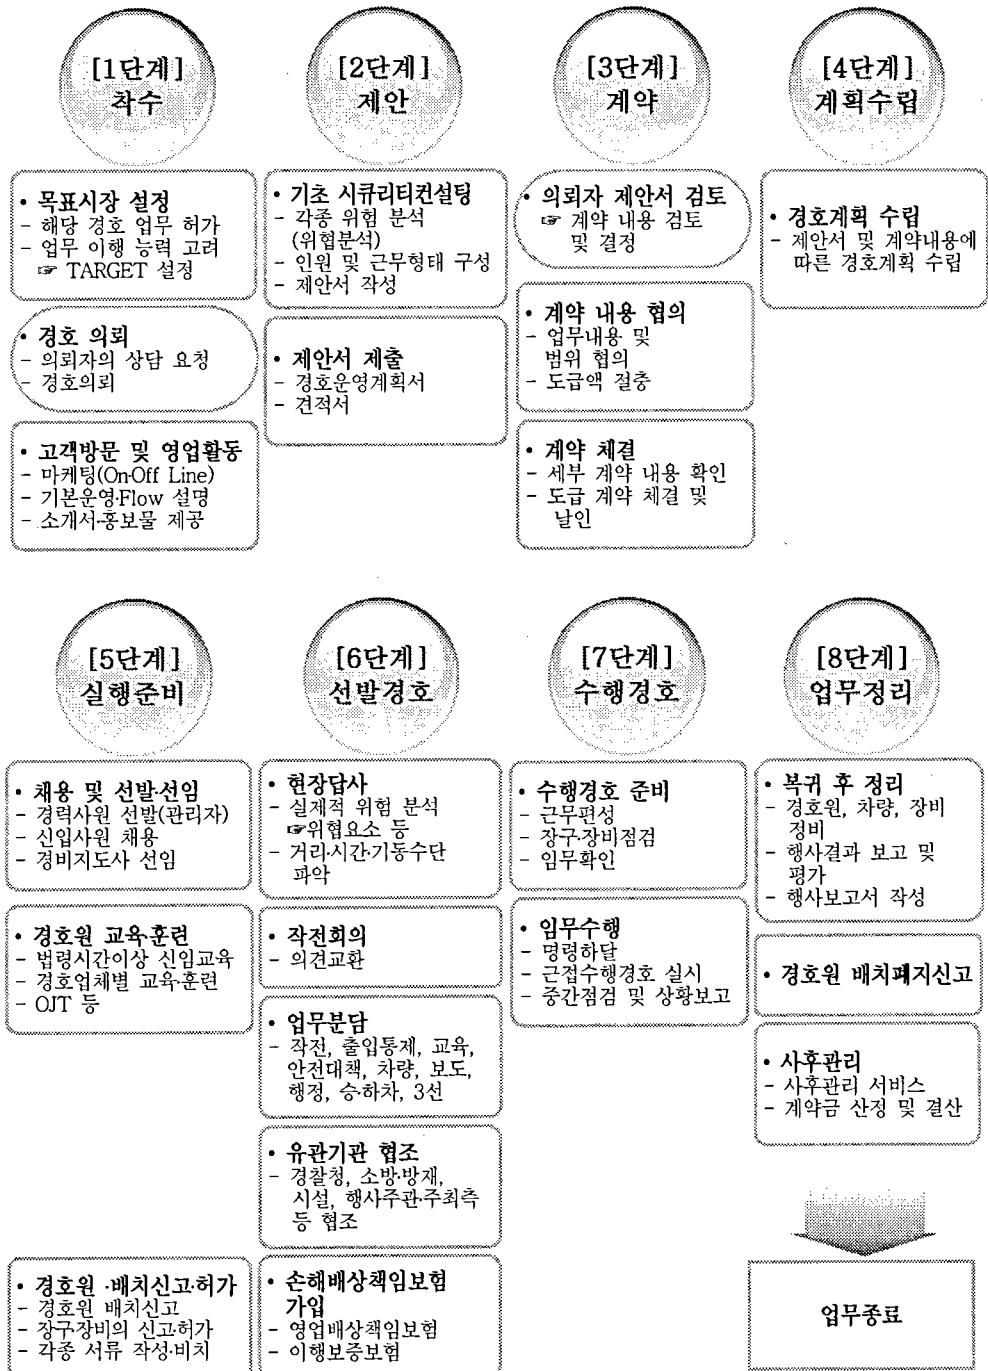 [1단계]
착수
• 목표시장 설정
- 해당 경호 업무 허가
- 업무 이행 능력 고려
☞ TARGET 설정
• 경호 의뢰
- 의뢰자의 상담 요청
- 경호의뢰
• 고객방문 및 영업활동
- 마케팅(On·Off Line)
- 기본운영·Flow 설명
- 소개서·홍보물 제공
[2단계]
제안
• 기초 시큐리티컨설팅
- 각종 위험 분석
(위협분석)
- 인원 및 근무형태 구성
- 제안서 작성
• 제안서 제출
- 경호운영계획서
- 견적서
[3단계]
계약
• 의뢰자 제안서 검토
☞ 계약 내용 검토
및 결정
• 계약 내용 협의
- 업무내용 및
범위 협의
- 도급액 절충
• 계약 체결
- 세부 계약 내용 확인
- 도급 계약 체결 및
날인
[4단계]
계획수립
• 경호계획 수립
- 제안서 및 계약내용에
따른 경호계획 수립
[5단계]
실행준비
• 채용 및 선발·선임
- 경력사원 선발(관리자)
- 신입사원 채용
- 경비지도사 선임
• 경호원 교육·훈련
- 법령시간이상 신임교육
- 경호업체별 교육·훈련
- OJT 등
• 경호원 ·배치신고·허가
- 경호원 배치신고
- 장구·장비의 신고·허가
- 각종 서류 작성·비치
[6단계]
선발경호
• 현장답사
- 실제적 위험 분석
☞위협요소 등
- 거리·시간·기동수단
파악
• 작전회의
- 의견교환
• 업무분담
- 작전, 출입통제, 교육,
안전대책, 차량, 보도,
행정, 승·하차, 3선
• 유관기관 협조
- 경찰청, 소방·방재,
시설, 행사주관·주최측
등 협조
• 손해배상책임보험
가입
- 영업배상책임보험
- 이행보증보험
[7단계]
수행경호
• 수행경호 준비
- 근무편성
- 장구·장비점검
- 임무확인
• 임무수행
- 명령하달
- 근접수행경호 실시
- 중간점검 및 상황보고
[8단계]
업무정리
• 복귀 후 정리
- 경호원, 차량, 장비
정비
- 행사결과 보고 및
평가
- 행사보고서 작성
• 경호원 배치폐지신고
• 사후관리
- 사후관리 서비스
- 계약금 산정 및 결산
업무종료